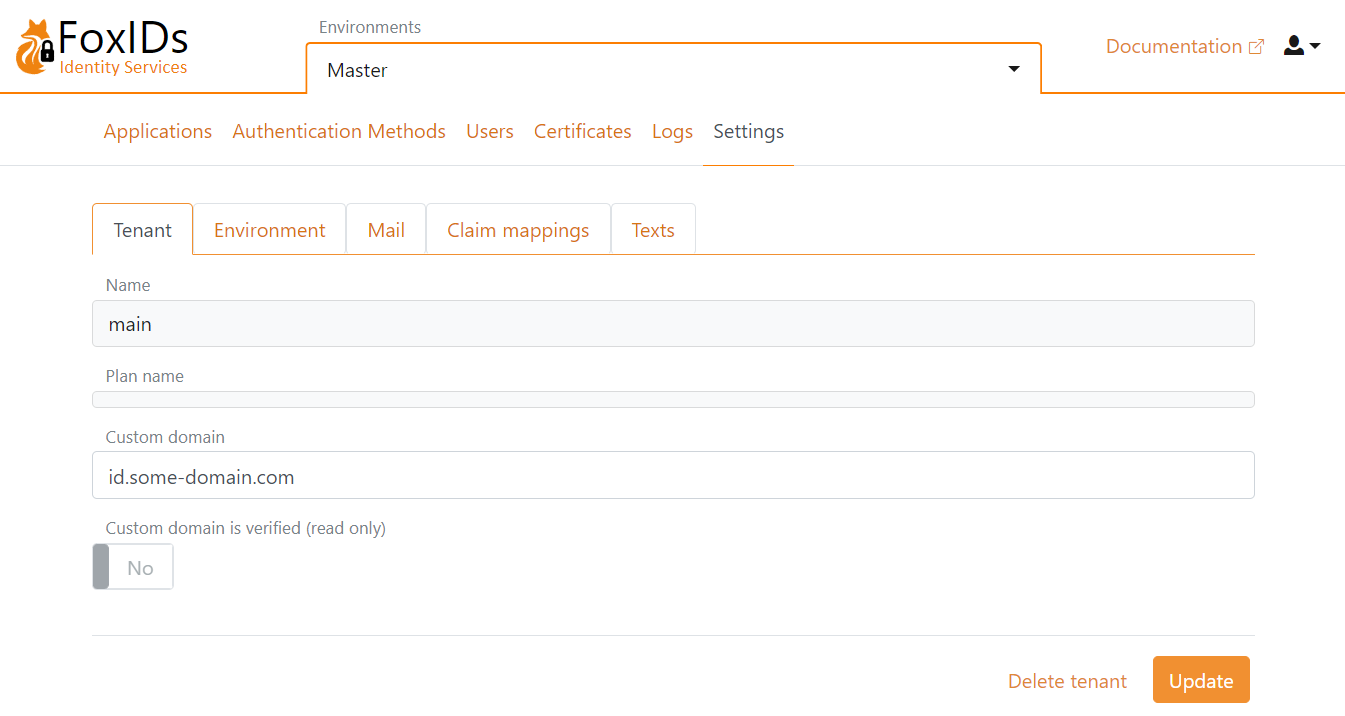 FoxIDs
Identity Services
Environments
Master
Documentation
Applications Authentication Methods Users Certificates Logs Settings
Tenant Environment Mail Claim mappings Texts
Name
main
Plan name
Custom domain
id.some-domain.com
Custom domain is verified (read only)
No
Delete tenant Update